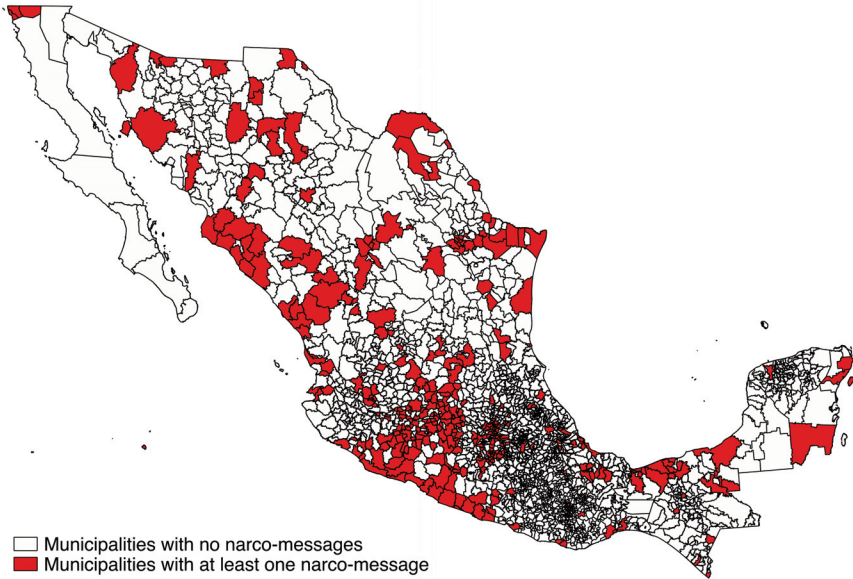 Municipalities with no narco-messages
Municipalities with at least one narco-message